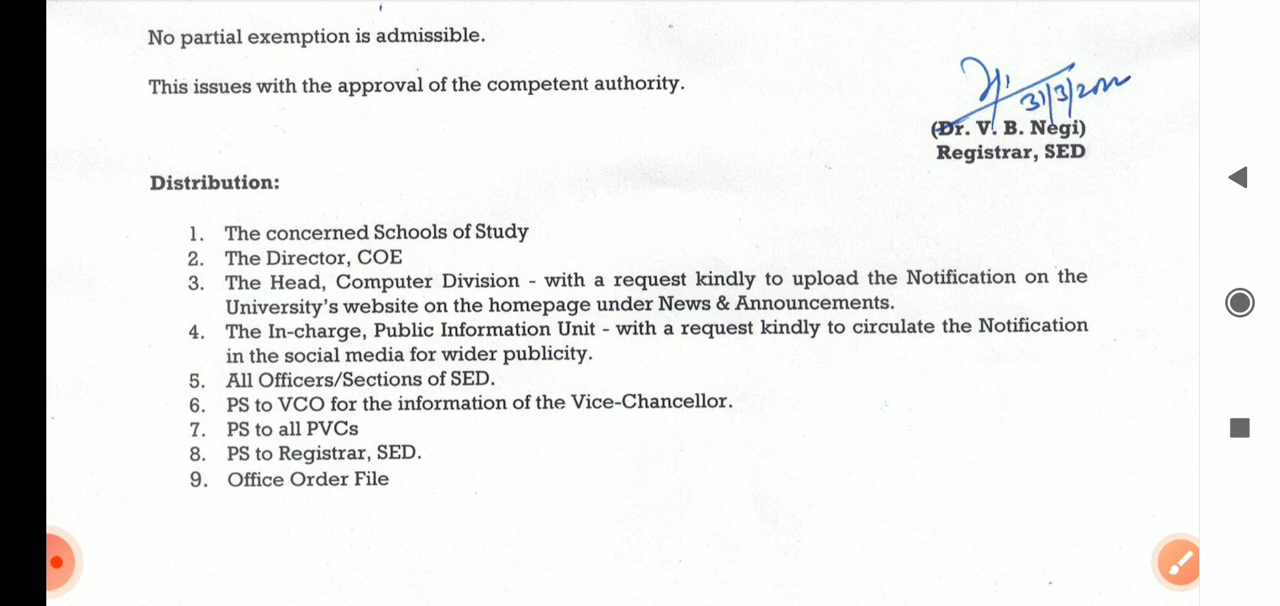 No partial exemption is admissible.
This issues with the approval of the competent authority.
31/3/2022
(Dr. V. B. Negi)
Registrar, SED
Distribution:
1. The concerned Schools of Study
2. The Director, COE
3. The Head, Computer Division - with a request kindly to upload the Notification on the
University's website on the homepage under News & Announcements.
4. The In-charge, Public Information Unit - with a request kindly to circulate the Notification
in the social media for wider publicity.
5. All Officers/Sections of SED.
6. PS to VCO for the information of the Vice-Chancellor.
7. PS to all PVCs
8. PS to Registrar, SED.
9. Office Order File